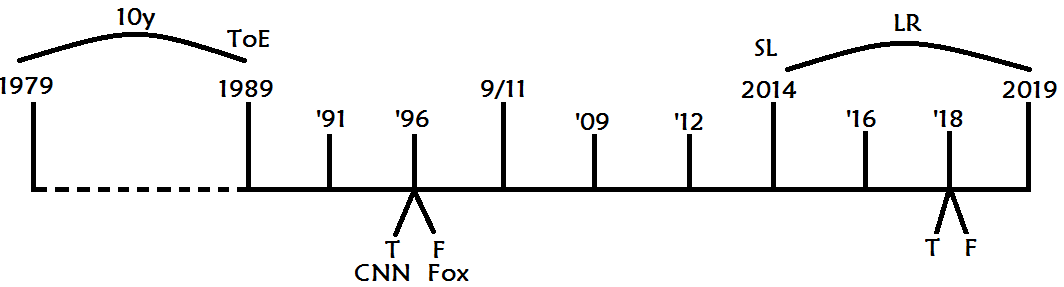 10y
ToE
LR
SL
1979
1989
'91
'96
9/11
'09
'12
2014
'16
'18
2019
T F
CNN Fox
T F